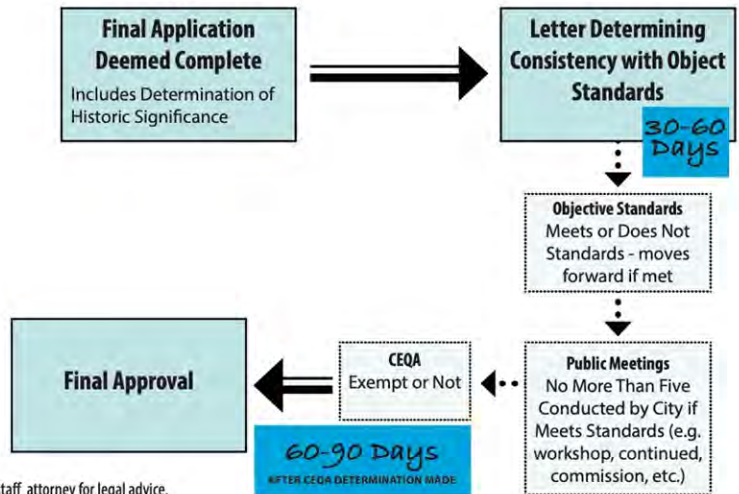 Final Application
Deemed Complete
Includes Determination of
Historic Significance
Letter Determining
Consistency with Object
Standards
30-60
Days
Objective Standards
Meets or Does Not
Standards - moves
forward if met
Public Meetings
No More Than Five
Conducted by City if
Meets Standards (e.g.
workshop, continued,
commission, etc.)
CEQA
Exempt or Not
60-90 Days
AFTER CEQA DETERMINATION MADE
Final Approval
staff attorney for legal advice.